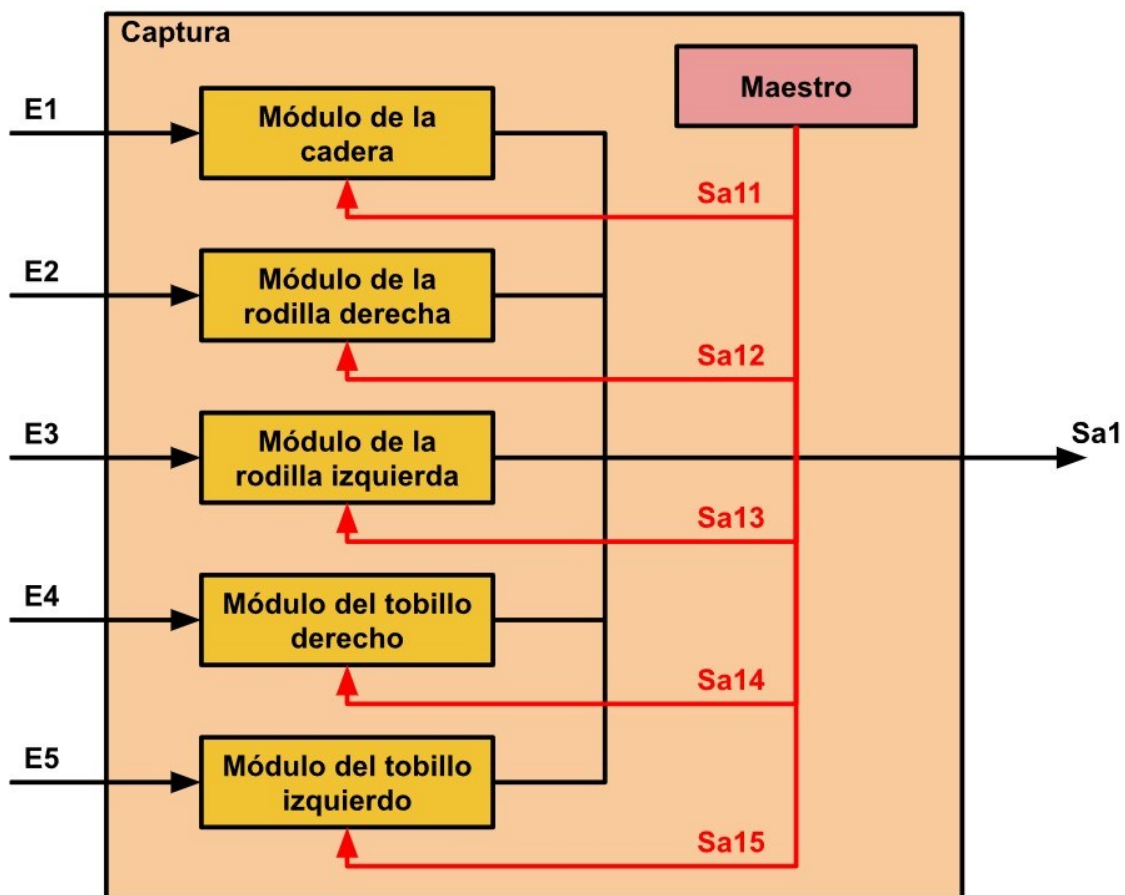 Captura
Maestro
E1
Módulo de la
cadera
Sa11
E2
Módulo de la
rodilla derecha
Sa12
E3
Módulo de la
rodilla izquierda
Sa1
Sa13
E4
Módulo del tobillo
derecho
Sa14
E5
Módulo del tobillo
izquierdo
Sa15